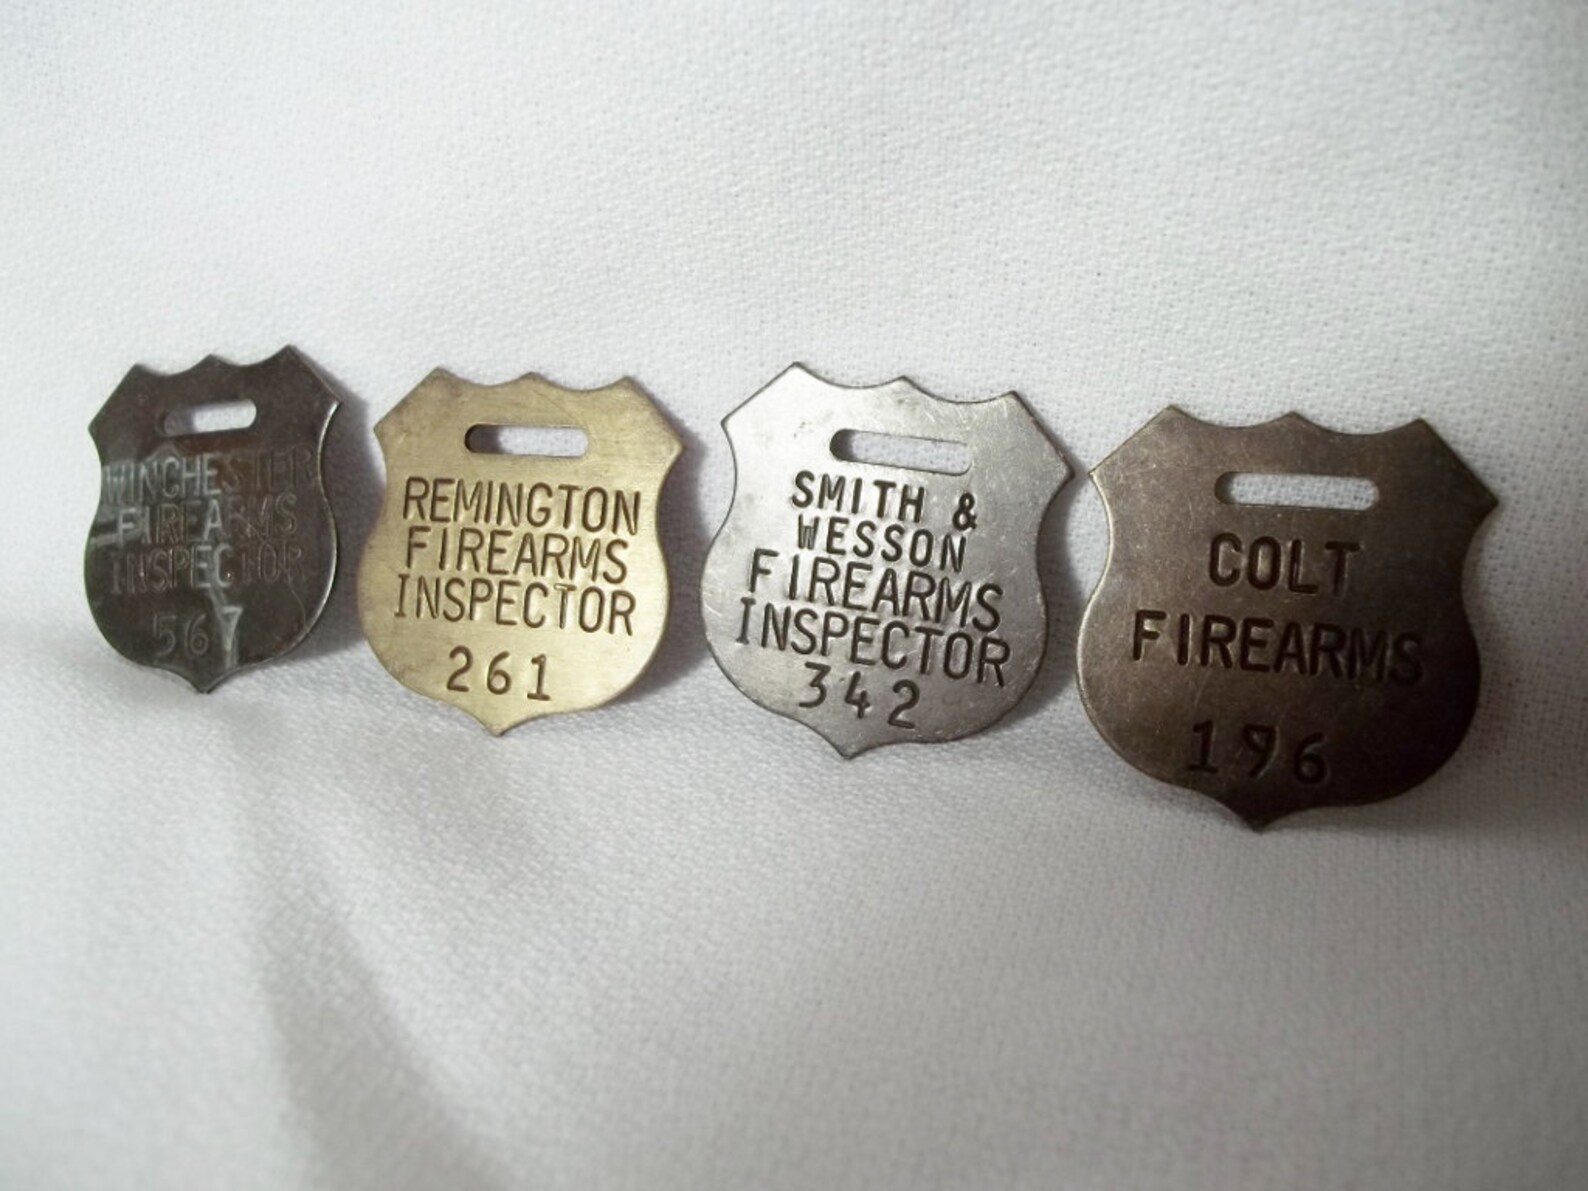 WINCHESTER
FIREARMS
INSPECTOR
567
REMINGTON
FIREARMS
INSPECTOR
261
SMITH &
WESSON
FIREARMS
INSPECTOR
342
COLT
FIREARMS
196